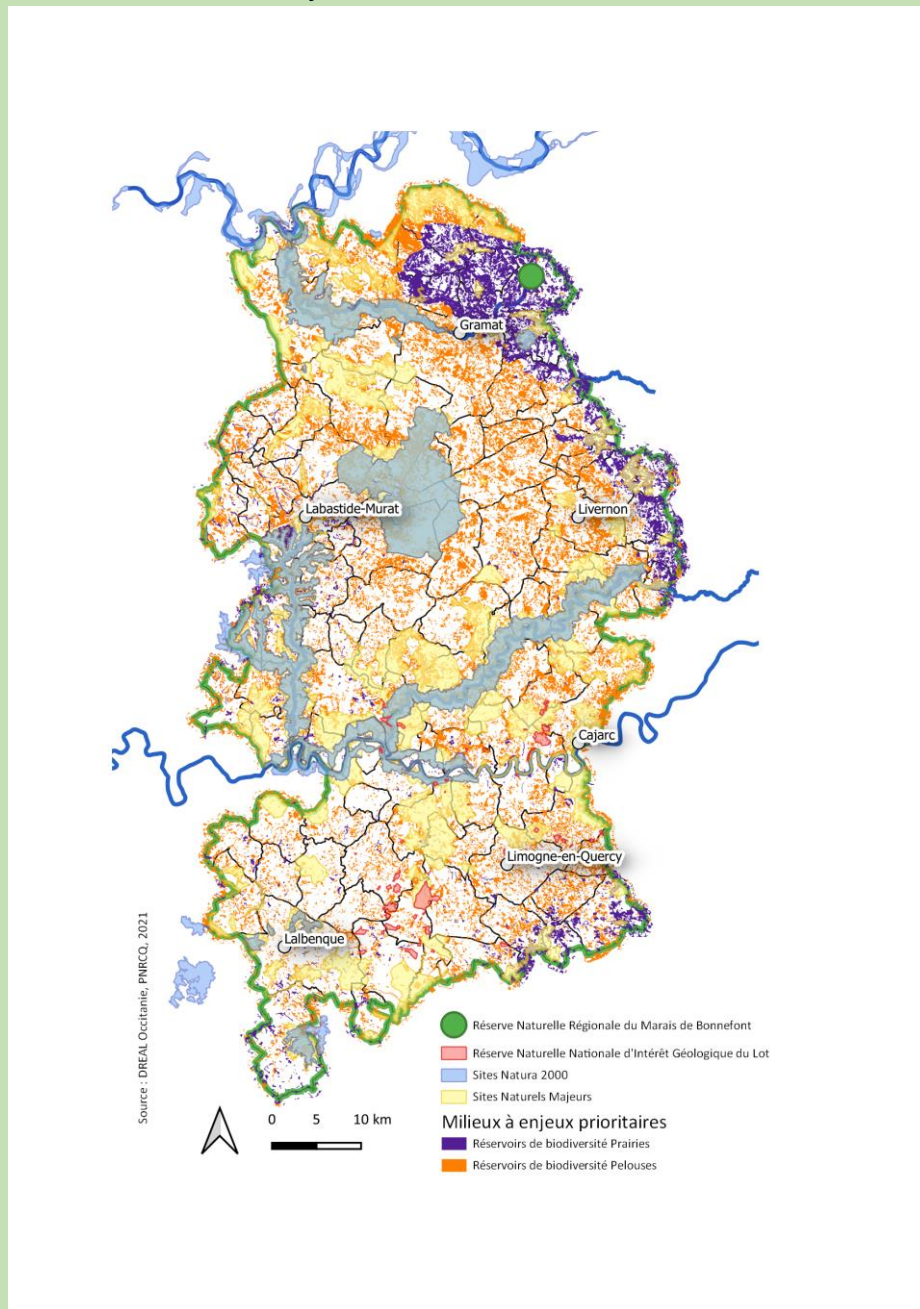 Gramat
Labastide-Murat
Livernon
Cajarc
Limogne-en-Quercy
Lalbenque
Source : DREAL Occitanie, PNRCQ, 2021
0 5 10 km
Réserve Naturelle Régionale du Marais de Bonnefont
Réserve Naturelle Nationale d'Intérêt Géologique du Lot
Sites Natura 2000
Sites Naturels Majeurs
Milieux à enjeux prioritaires
Réservoirs de biodiversité Prairies
Réservoirs de biodiversité Pelouses